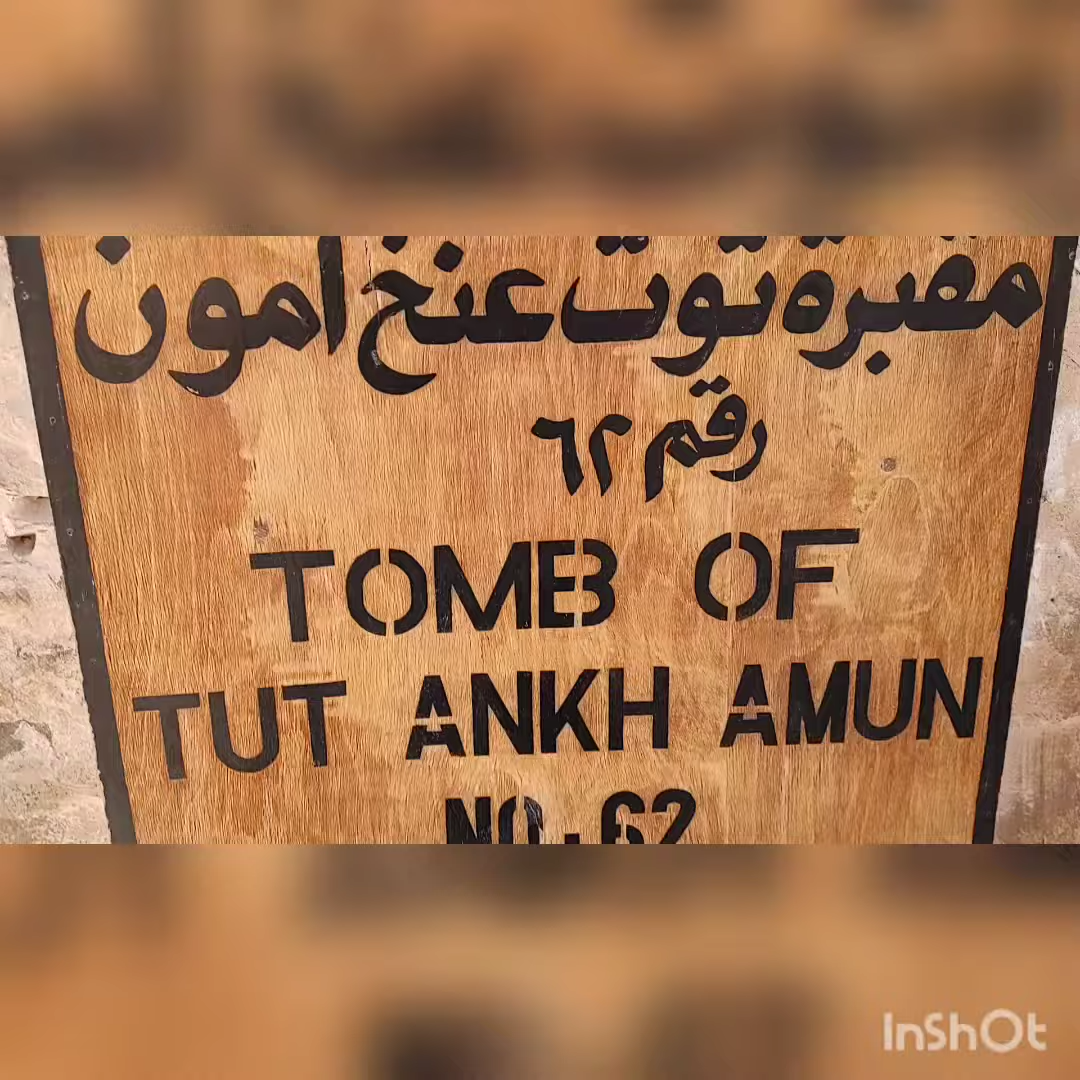 مقبرة توت عنخ امون
رقم ٦٢
TOMB OF
TUT ANKH AMUN
NO. 62
InShOt